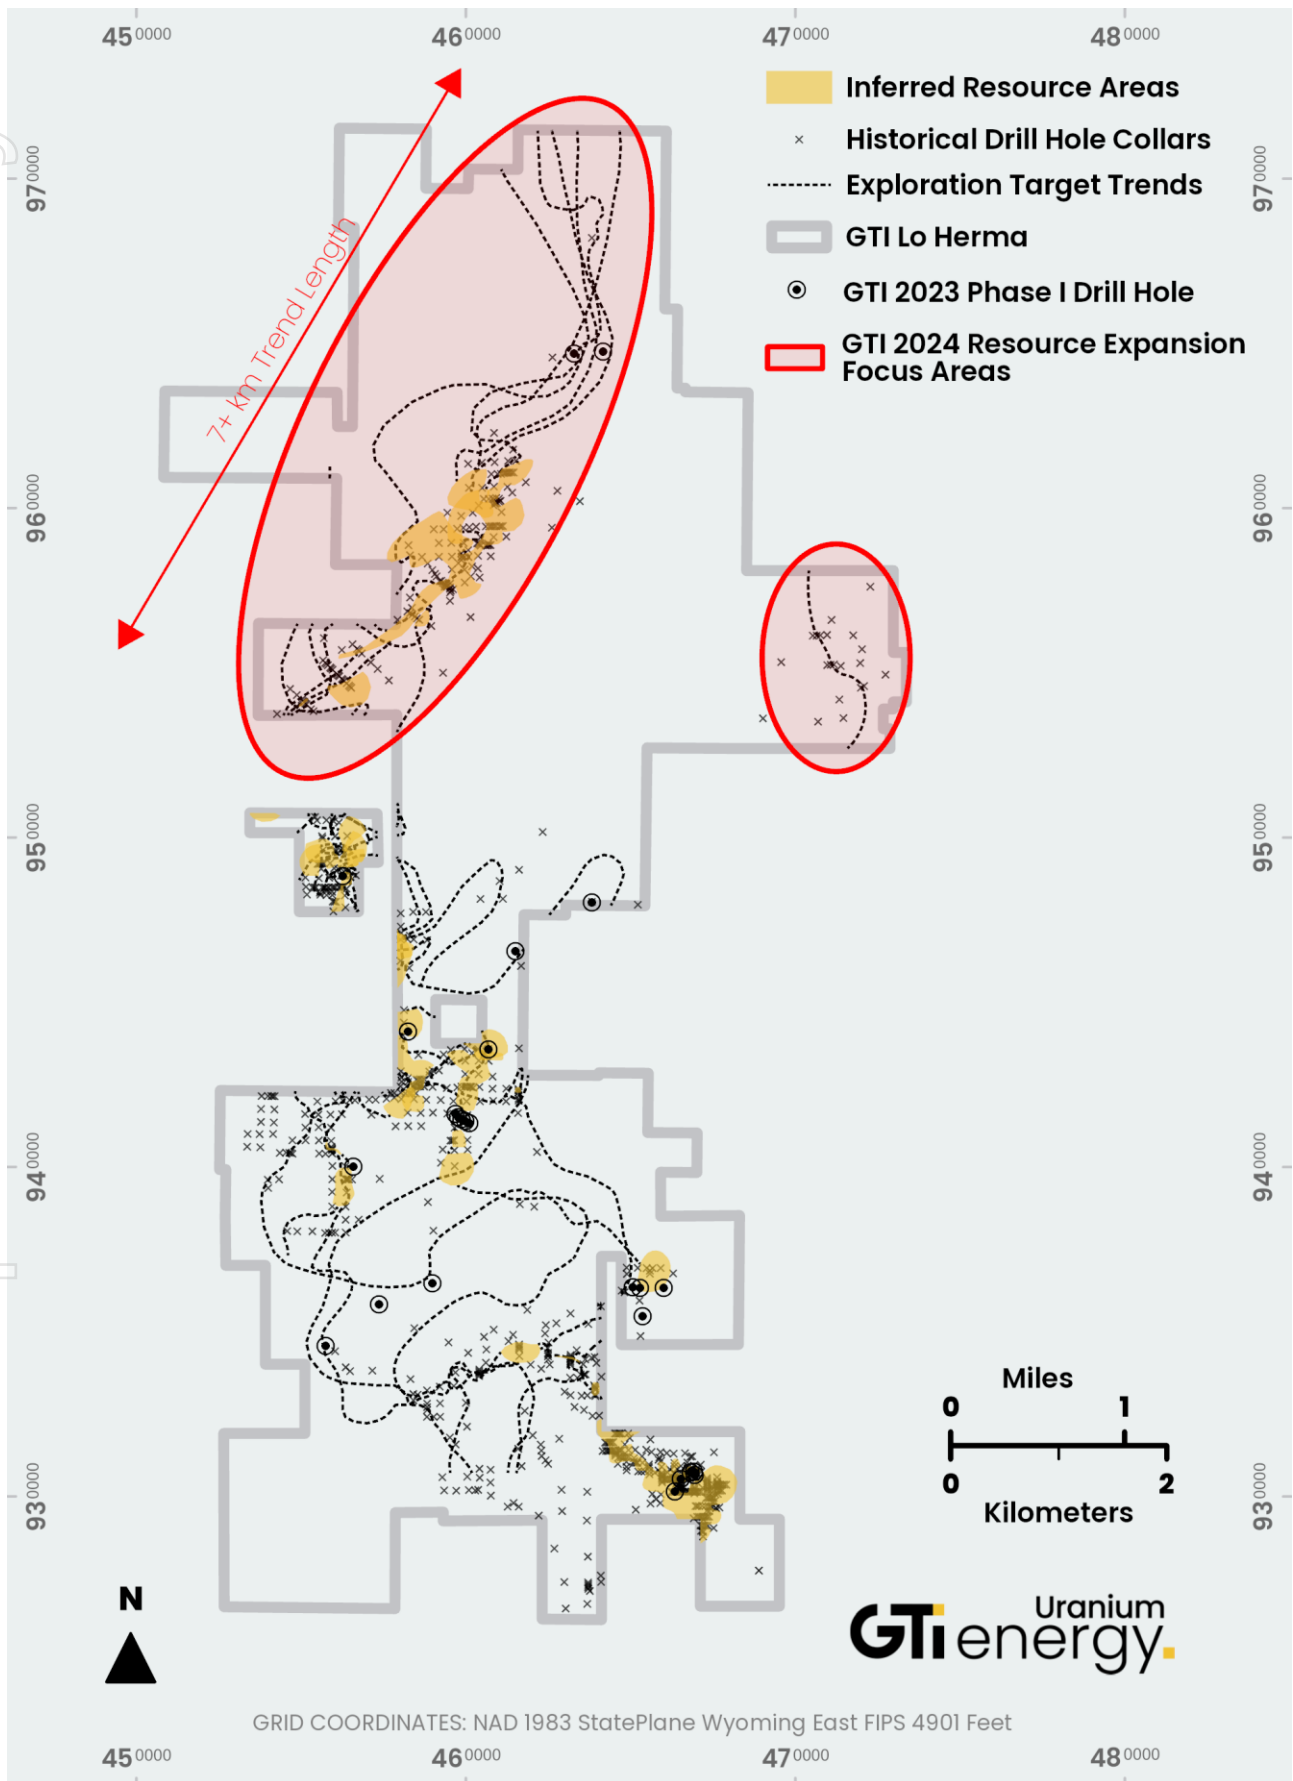 450000 460000 470000 480000
Inferred Resource Areas
Historical Drill Hole Collars
Exploration Target Trends
GTI Lo Herma
GTI 2023 Phase I Drill Hole
GTI 2024 Resource Expansion
Focus Areas
7+ km Trend Length
970000 970000
960000 960000
950000 950000
940000 940000
930000 930000
Miles
0 1
0 2
Kilometers
N
GTi Uranium
energy.
GRID COORDINATES: NAD 1983 StatePlane Wyoming East FIPS 4901 Feet
450000 460000 470000 480000